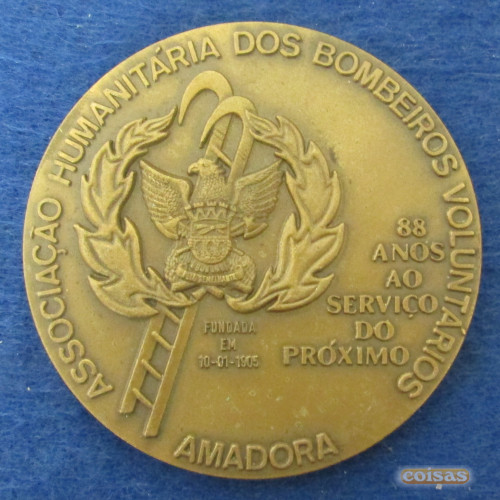 ASSOCIAÇÃO HUMANITÁRIA DOS BOMBEIROS VOLUNTÁRIOS
88
ANOS
AO
SERVIÇO
DO
PRÓXIMO
FUNDADA
EM
10-01-1905
AMADORA
coisas